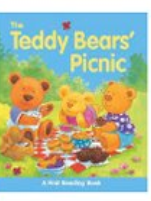 The
Teddy Bears'
Picnic
A First Reading Book